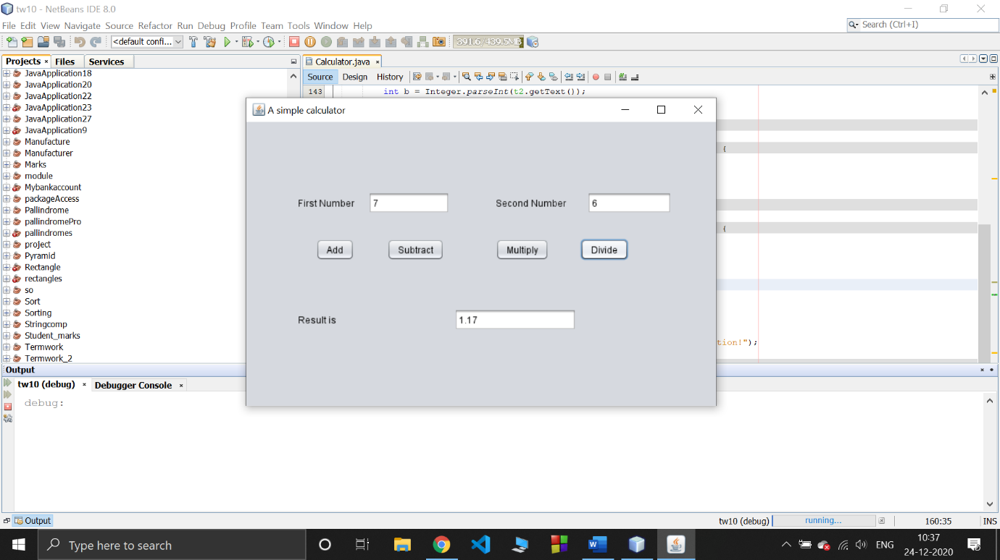 tw10 - NetBeans IDE 8.0
File Edit View Navigate Source Refactor Run Debug Profile Team Tools Window Help
Search (Ctrl+I)
<default confi...
391.6/439.5MB
Projects
Files
Services
JavaApplication18
JavaApplication20
JavaApplication22
JavaApplication23
JavaApplication27
JavaApplication9
Manufacture
Manufacturer
Marks
module
Mybankaccount
packageAccess
Pallindrome
pallindromePro
pallindromes
project
Pyramid
Rectangle
rectangles
so
Sort
Sorting
Stringcomp
Student_marks
Termwork
Termwork_2
Calculator.java
Source Design History
143 int b = Integer.parseInt(t2.getText());
{
{
tion!");
A simple calculator
First Number 7 Second Number 6
Add Subtract Multiply Divide
Result is 1.17
Output
tw10 (debug) Debugger Console
debug:
Output
tw10 (debug) running... 160:35 INS
Type here to search
ENG
10:37
24-12-2020